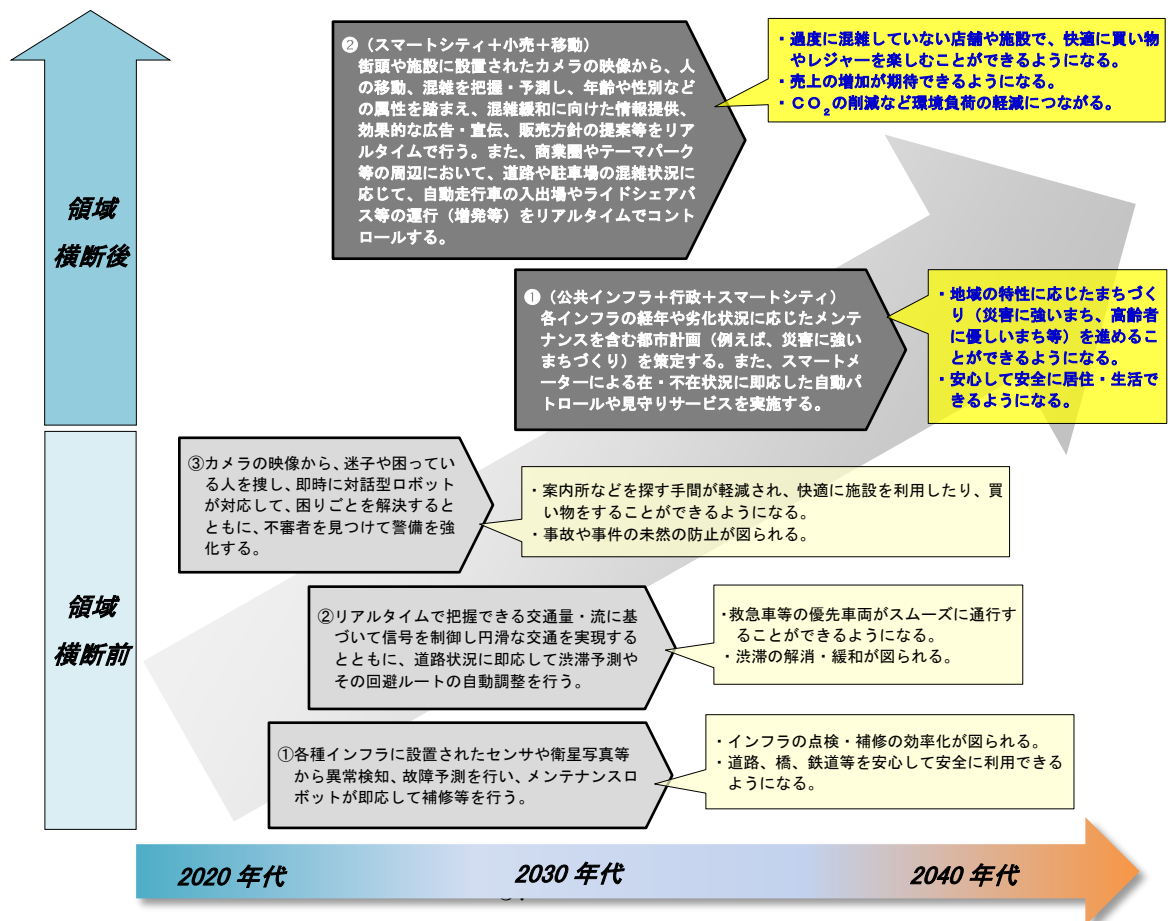 ❷（スマートシティ＋小売＋移動）
街頭や施設に設置されたカメラの映像から、人
の移動、混雑を把握・予測し、年齢や性別など
の属性を踏まえ、混雑緩和に向けた情報提供、
効果的な広告・宣伝、販売方針の提案等をリア
ルタイムで行う。また、商業圏やテーマパーク
等の周辺において、道路や駐車場の混雑状況に
応じて、自動走行車の入出場やライドシェアバ
ス等の運行（増発等）をリアルタイムでコント
ロールする。
・過度に混雑していない店舗や施設で、快適に買い物
やレジャーを楽しむことができるようになる。
・売上の増加が期待できるようになる。
・ＣＯ₂の削減など環境負荷の軽減につながる。
領域
横断後
❶（公共インフラ＋行政＋スマートシティ）
各インフラの経年や劣化状況に応じたメンテ
ナンスを含む都市計画（例えば、災害に強い
まちづくり）を策定する。また、スマートメ
ーターによる在・不在状況に即応した自動パ
トロールや見守りサービスを実施する。
・地域の特性に応じたまちづく
り（災害に強いまち、高齢者
に優しいまち等）を進めるこ
とができるようになる。
・安心して安全に居住・生活で
きるようになる。
③カメラの映像から、迷子や困ってい
る人を捜し、即時に対話型ロボット
が対応して、困りごとを解決すると
ともに、不審者を見つけて警備を強
化する。
・案内所などを探す手間が軽減され、快適に施設を利用したり、買
い物をすることができるようになる。
・事故や事件の未然の防止が図られる。
領域
横断前
②リアルタイムで把握できる交通量・流に基
づいて信号を制御し円滑な交通を実現する
とともに、道路状況に即応して渋滞予測や
その回避ルートの自動調整を行う。
・救急車等の優先車両がスムーズに通行す
ることができるようになる。
・渋滞の解消・緩和が図られる。
①各種インフラに設置されたセンサや衛星写真等
から異常検知、故障予測を行い、メンテナンスロ
ボットが即応して補修等を行う。
・インフラの点検・補修の効率化が図られる。
・道路、橋、鉄道等を安心して安全に利用できる
ようになる。
2020 年代
2030 年代
2040 年代